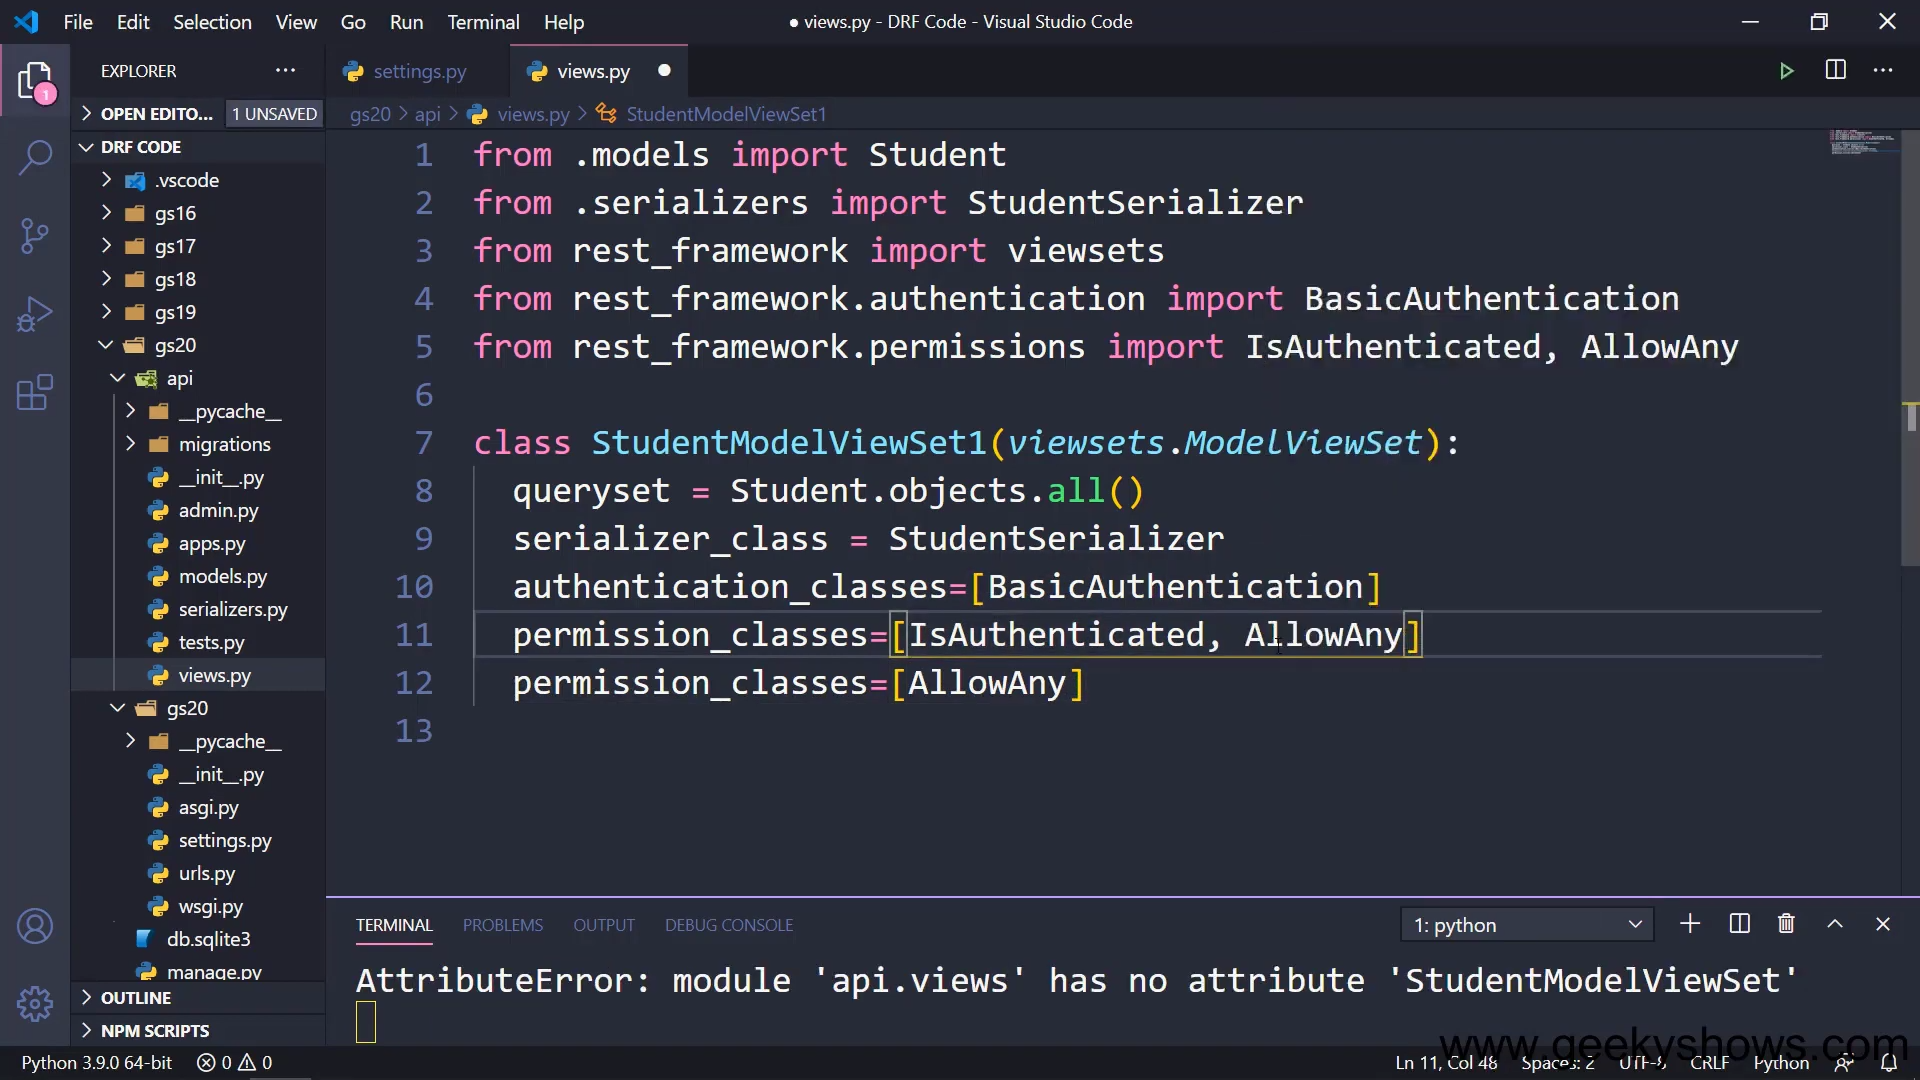 File Edit Selection View Go Run Terminal Help
● views.py - DRF Code - Visual Studio Code
EXPLORER
1
OPEN EDITO... 1 UNSAVED
DRF CODE
.vscode
gs16
gs17
gs18
gs19
gs20
api
__pycache__
migrations
__init__.py
admin.py
apps.py
models.py
serializers.py
tests.py
views.py
gs20
__pycache__
__init__.py
asgi.py
settings.py
urls.py
wsgi.py
db.sqlite3
manage.py
OUTLINE
NPM SCRIPTS
settings.py views.py
gs20 > api > views.py > StudentModelViewSet1
1 from .models import Student
2 from .serializers import StudentSerializer
3 from rest_framework import viewsets
4 from rest_framework.authentication import BasicAuthentication
5 from rest_framework.permissions import IsAuthenticated, AllowAny
6
7 class StudentModelViewSet1(viewsets.ModelViewSet):
8 queryset = Student.objects.all()
9 serializer_class = StudentSerializer
10 authentication_classes=[BasicAuthentication]
11 permission_classes=[IsAuthenticated, AllowAny]
12 permission_classes=[AllowAny]
13
TERMINAL PROBLEMS OUTPUT DEBUG CONSOLE 1: python
AttributeError: module 'api.views' has no attribute 'StudentModelViewSet'
www.geekyshows.com
Python 3.9.0 64-bit 0 0 Ln 11, Col 48 Spaces: 2 UTF-8 CRLF Python